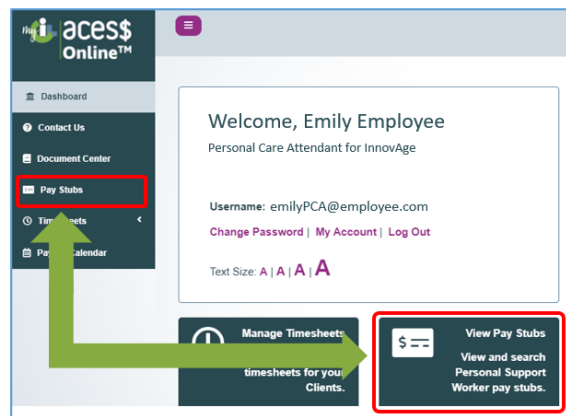 my i aces$
Online™
Dashboard
Contact Us
Document Center
Pay Stubs
Welcome, Emily Employee
Personal Care Attendant for InnovAge
Username: emilyPCA@employee.com
Change Password | My Account | Log Out
Text Size: A | A | A | A
Manage Timesheets
timesheets for your
Clients.
View Pay Stubs
View and search
Personal Support
Worker pay stubs.